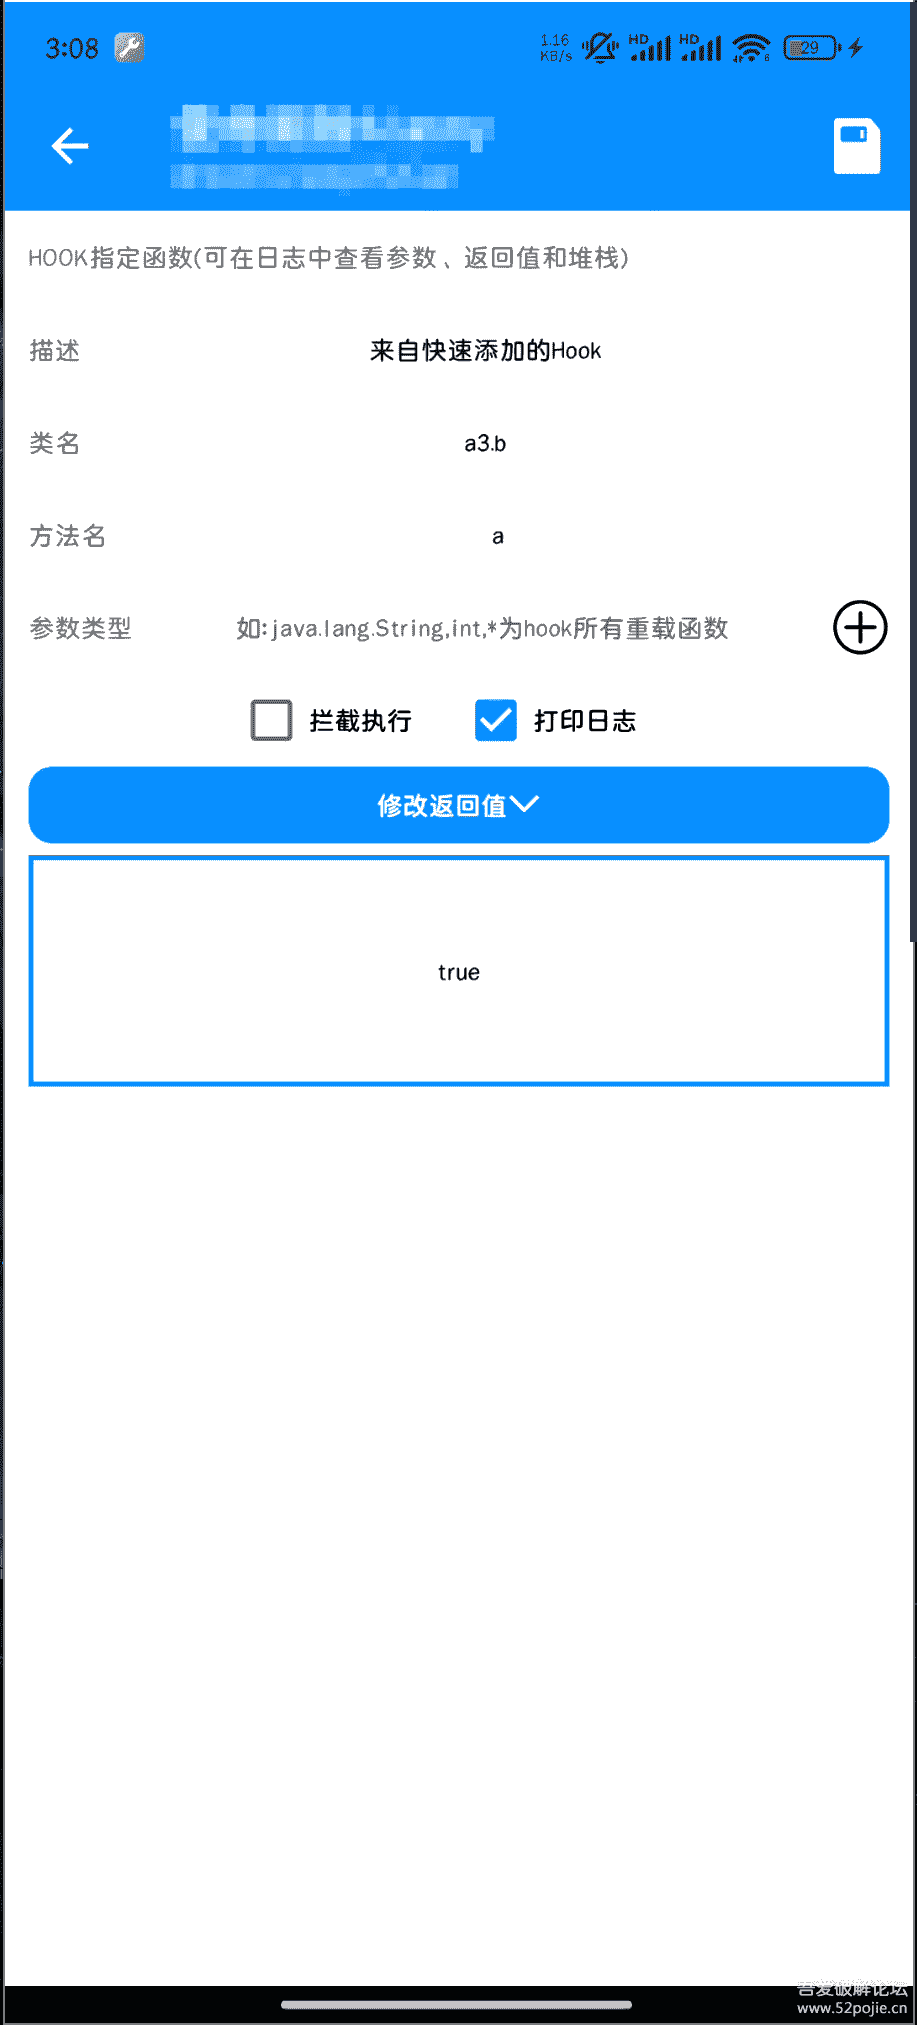 3:08
1.16
KB/s
HD
HD
29
HOOK指定函数(可在日志中查看参数、返回值和堆栈)
描述
来自快速添加的Hook
类名
a3.b
方法名
a
参数类型
如:java.lang.String,int,*为hook所有重载函数
拦截执行
打印日志
修改返回值
true
吾爱破解论坛
www.52pojie.cn